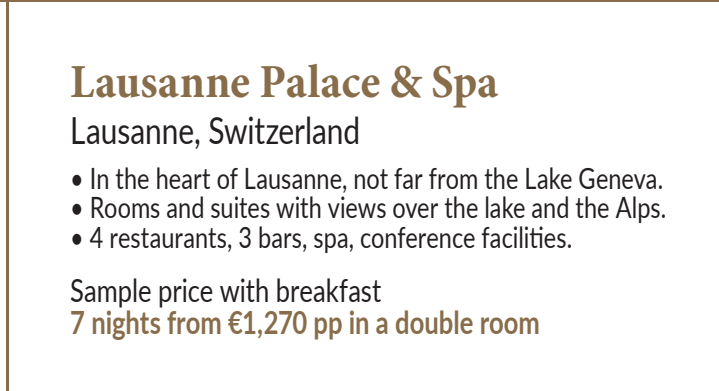 Lausanne Palace & Spa
Lausanne, Switzerland
• In the heart of Lausanne, not far from the Lake Geneva.
• Rooms and suites with views over the lake and the Alps.
• 4 restaurants, 3 bars, spa, conference facilities.
Sample price with breakfast
7 nights from €1,270 pp in a double room